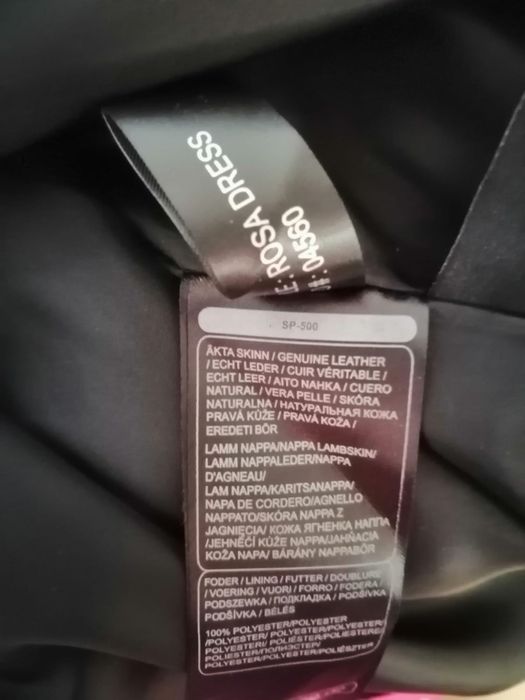 E: ROSA DRESS
: 04560
SP-500
ÄKTA SKINN / GENUINE LEATHER
/ ECHT LEDER / CUIR VÉRITABLE /
ECHT LEER / AITO NAHKA / CUERO
NATURAL / VERA PELLE / SKÓRA
NATURALNA / НАТУРАЛЬНАЯ КОЖА
PRAVÁ KŮŽE / PRAVÁ KOŽA /
EREDETI BŐR
LAMM NAPPA/NAPPA LAMBSKIN/
LAMM NAPPALEDER/NAPPA
D'AGNEAU/
LAM NAPPA/KARITSANAPPA/
NAPA DE CORDERO/AGNELLO
NAPPATO/SKÓRA NAPPA Z
JAGNIĘCIA/ КОЖА ЯГНЕНКА НАППА
/JEHNĚČÍ KŮŽE NAPPA/JAHŇACIA
KOŽA NAPA/ BÁRÁNY NAPPABŐR
FODER / LINING / FUTTER / DOUBLURE
/ VOERING / VUORI / FORRO / FODERA /
PODSZEWKA / ПОДКЛАДКА / PODŠÍVKA
PODŠÍVKA / BÉLÉS
100% POLYESTER/POLYESTER
/POLYESTER/ POLYESTER/POLYESTER/
POLYESTERI/ POLIÉSTER/POLIESTERE/
POLIESTER/ПОЛИЭСТЕР/
POLYESTER/POLYESTER/POLIÉSZTER